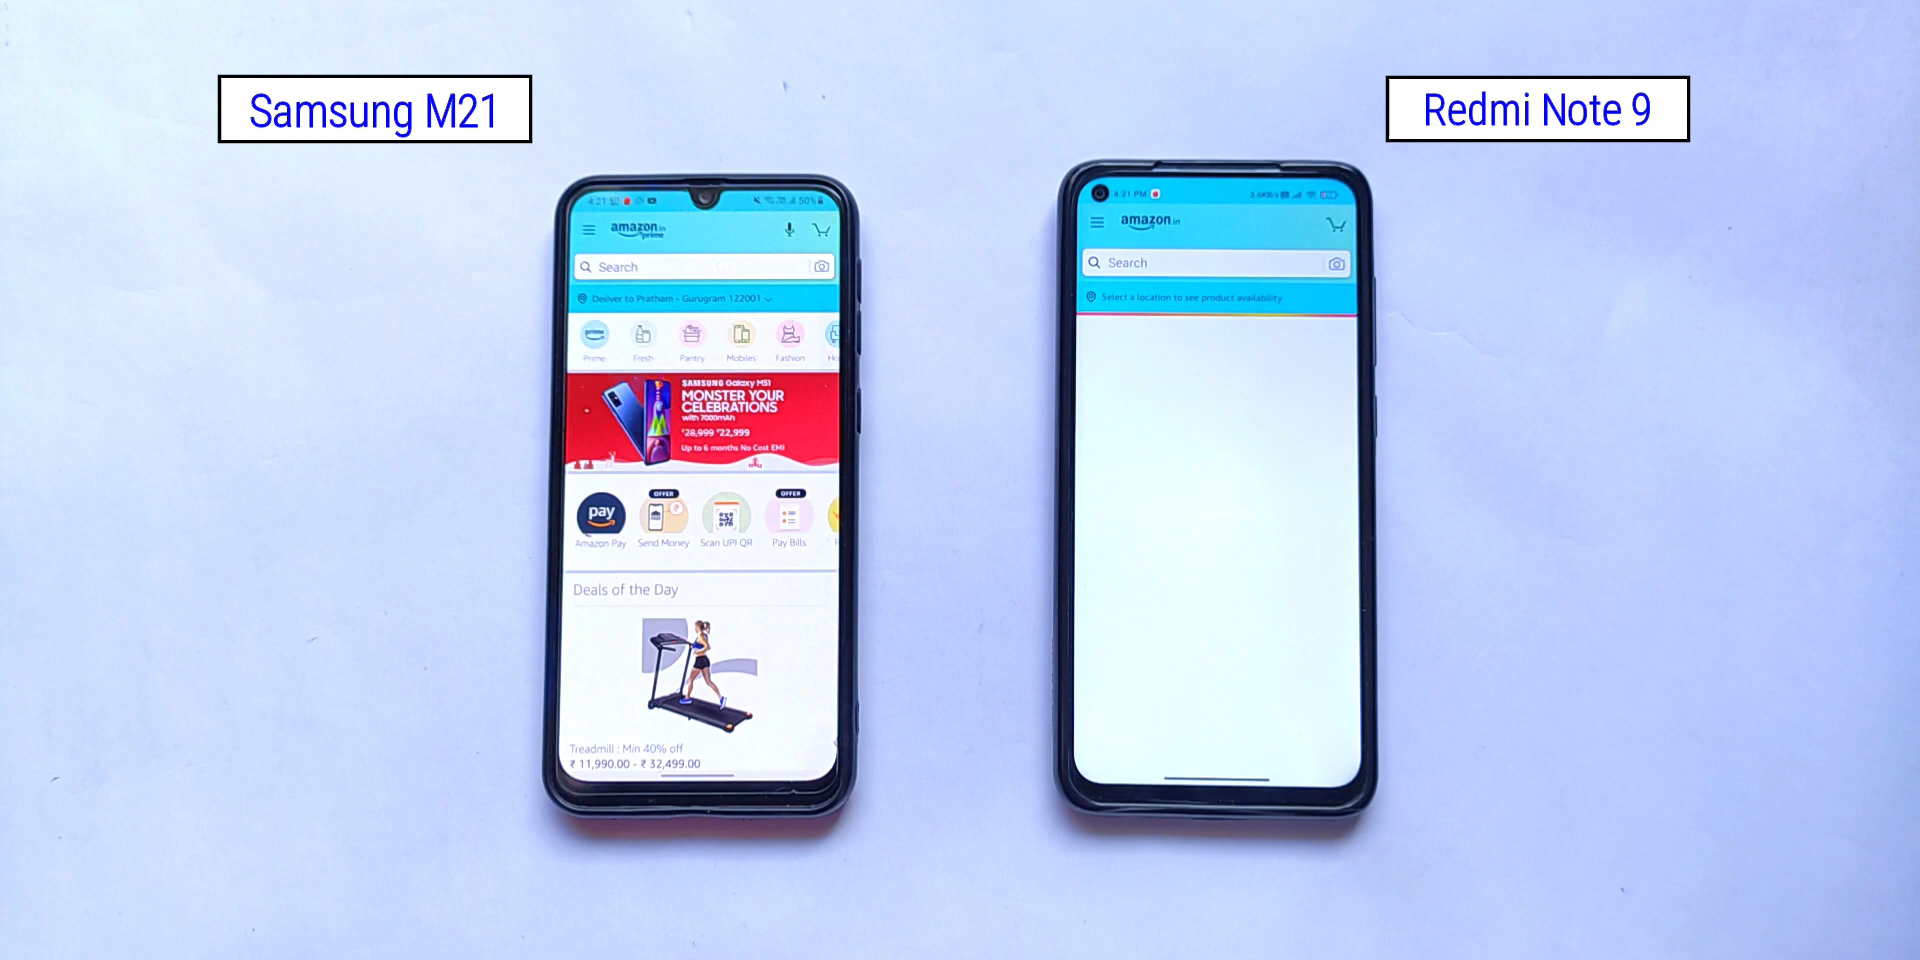 Samsung M21
Redmi Note 9
4:21
50%
amazon.in
prime
Search
Deliver to Pratham - Gurugram 122001
prime
Prime
Fresh
Pantry
Mobiles
Fashion
SAMSUNG Galaxy M51
MONSTER YOUR
CELEBRATIONS
with 7000mAh
₹28,999 ₹22,999
Up to 6 months No Cost EMI
OFFER
OFFER
pay
Amazon Pay
Send Money
Scan UPI QR
Pay Bills
Deals of the Day
Treadmill : Min 40% off
₹ 11,990.00 - ₹ 32,499.00
4:21 PM
amazon.in
Search
Select a location to see product availability